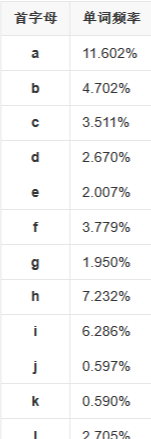 首字母 单词频率
a 11.602%
b 4.702%
c 3.511%
d 2.670%
e 2.007%
f 3.779%
g 1.950%
h 7.232%
i 6.286%
j 0.597%
k 0.590%
l 2.705%